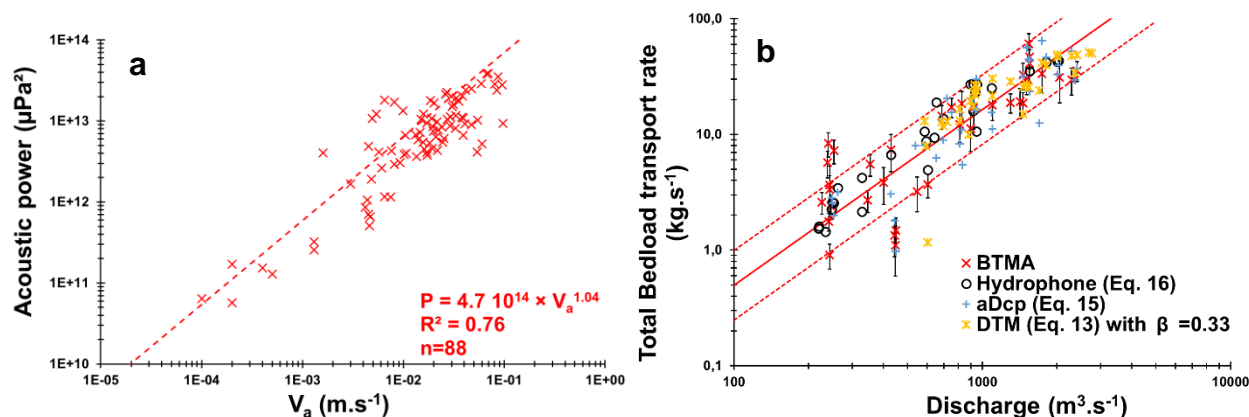 a
Acoustic power (µPa²)
1E+14
1E+13
1E+12
1E+11
1E+10
1E-05
1E-04
1E-03
1E-02
1E-01
1E+00
Va (m.s-1)
P = 4.7 10^14 × Va^1.04
R² = 0.76
n=88
b
Total Bedload transport rate
(kg.s-1)
100,0
10,0
1,0
0,1
100
1000
10000
Discharge (m³.s-1)
BTMA
Hydrophone (Eq. 16)
aDcp (Eq. 15)
DTM (Eq. 13) with β =0.33